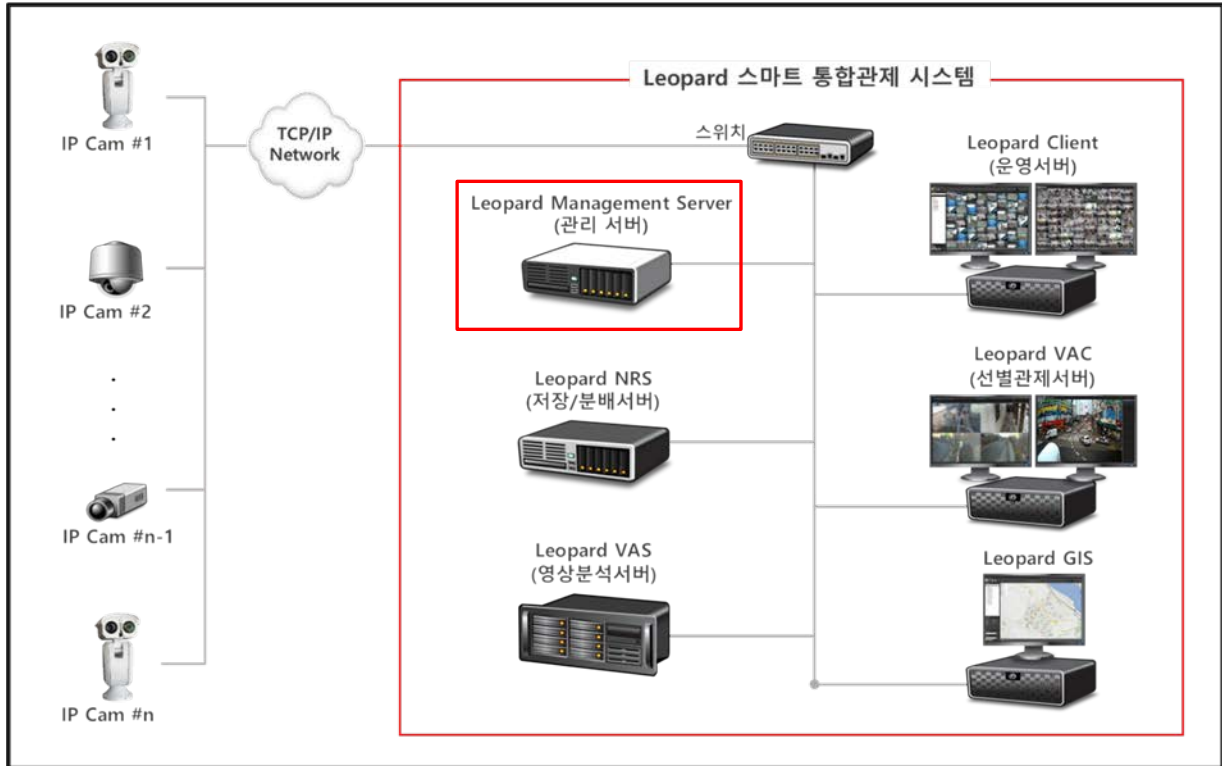 Leopard 스마트 통합관제 시스템
IP Cam #1
TCP/IP
Network
스위치
Leopard Client
(운영서버)
Leopard Management Server
(관리 서버)
IP Cam #2
.
.
.
Leopard NRS
(저장/분배서버)
Leopard VAC
(선별관제서버)
IP Cam #n-1
Leopard VAS
(영상분석서버)
Leopard GIS
IP Cam #n